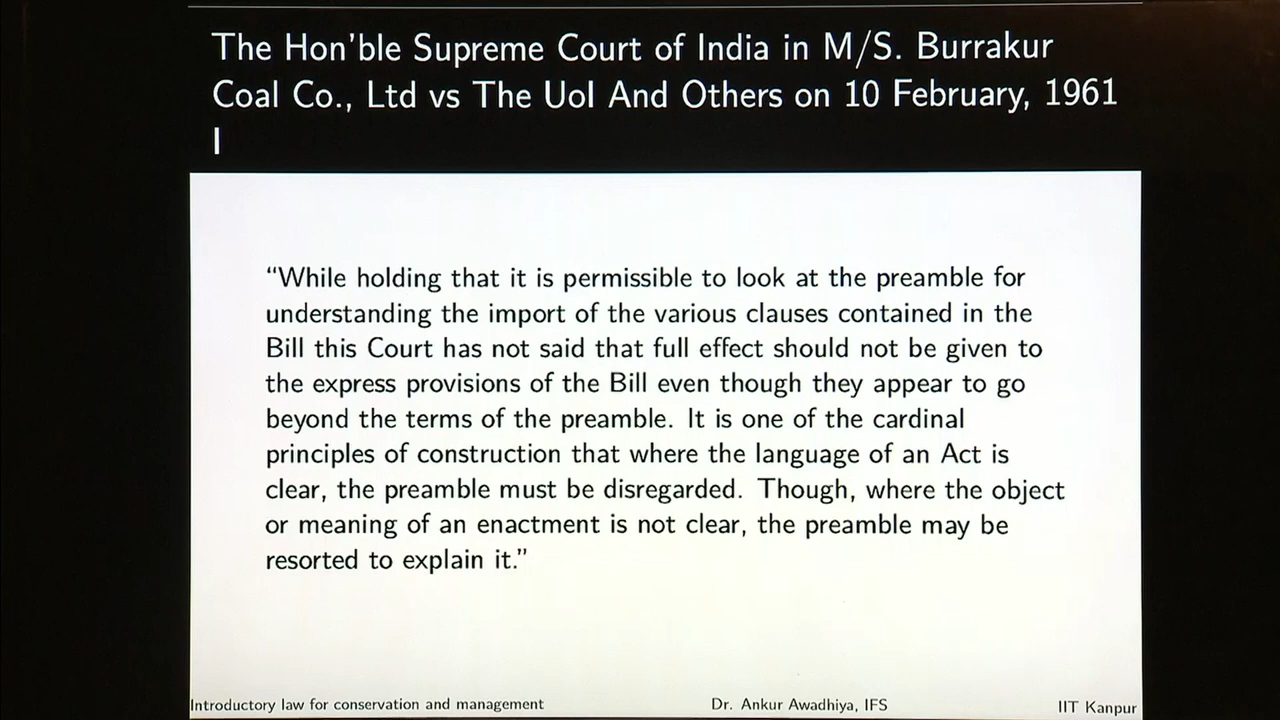 The Hon'ble Supreme Court of India in M/S. Burrakur
Coal Co., Ltd vs The UoI And Others on 10 February, 1961
I
“While holding that it is permissible to look at the preamble for
understanding the import of the various clauses contained in the
Bill this Court has not said that full effect should not be given to
the express provisions of the Bill even though they appear to go
beyond the terms of the preamble. It is one of the cardinal
principles of construction that where the language of an Act is
clear, the preamble must be disregarded. Though, where the object
or meaning of an enactment is not clear, the preamble may be
resorted to explain it.”
Introductory law for conservation and management Dr. Ankur Awadhiya, IFS IIT Kanpur